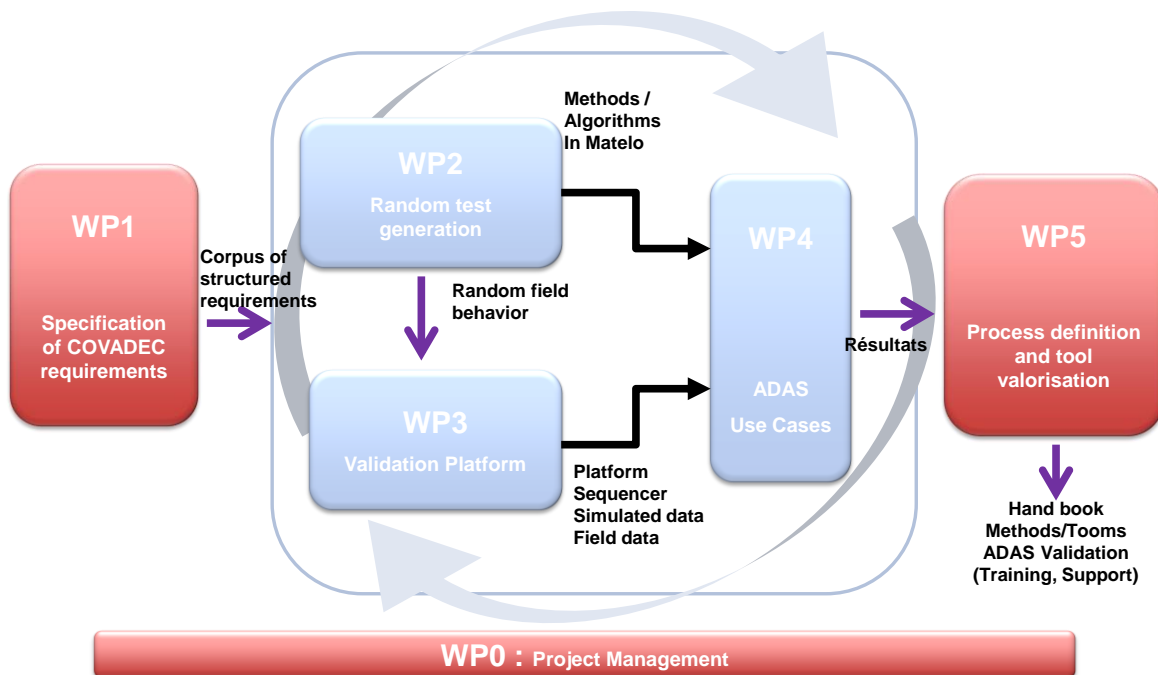 WP1
Specification
of COVADEC
requirements
Corpus of
structured
requirements
WP2
Random test
generation
Methods /
Algorithms
In Matelo
Random field
behavior
WP3
Validation Platform
Platform
Sequencer
Simulated data
Field data
WP4
ADAS
Use Cases
Résultats
WP5
Process definition
and tool
valorisation
Hand book
Methods/Tooms
ADAS Validation
(Training, Support)
WP0 : Project Management